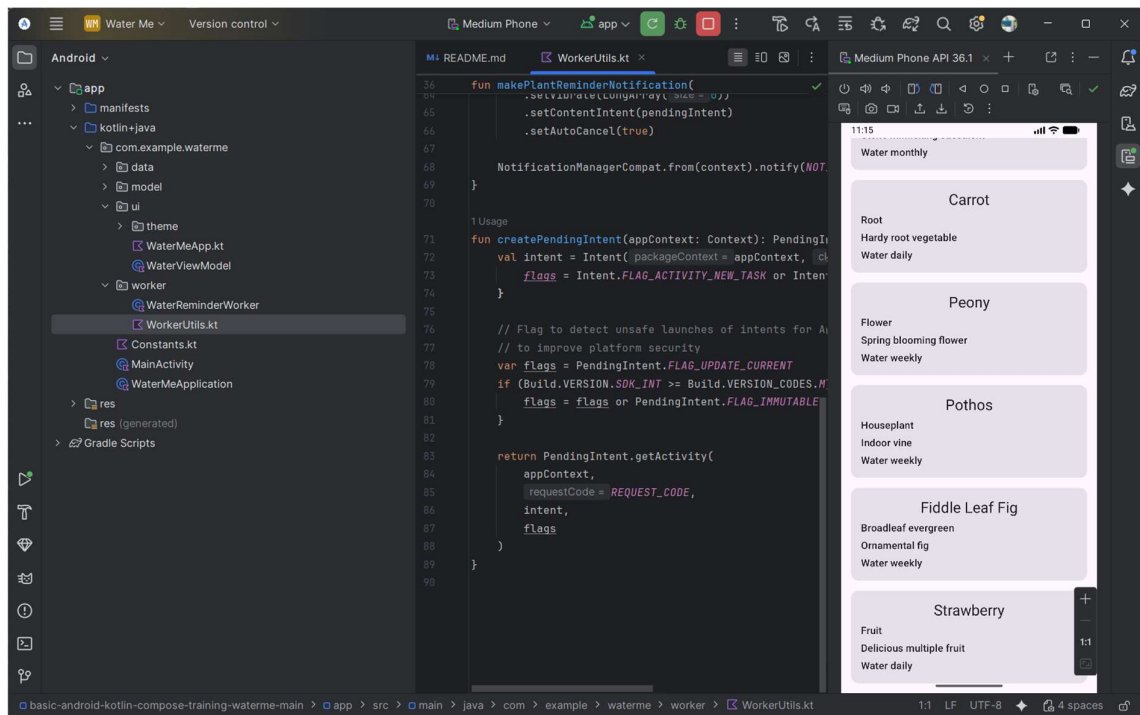 WM Water Me
Version control
Medium Phone
app
Android
app
manifests
kotlin+java
com.example.waterme
data
model
ui
theme
WaterMeApp.kt
WaterViewModel
worker
WaterReminderWorker
WorkerUtils.kt
Constants.kt
MainActivity
WaterMeApplication
res
res (generated)
Gradle Scripts
M↓ README.md
WorkerUtils.kt
36 fun makePlantReminderNotification(
64 .setVibrate(LongArray( size = 0))
65 .setContentIntent(pendingIntent)
66 .setAutoCancel(true)
67
68 NotificationManagerCompat.from(context).notify(NOT
69 }
70
1 Usage
71 fun createPendingIntent(appContext: Context): PendingI
72 val intent = Intent( packageContext = appContext, cl
73 flags = Intent.FLAG_ACTIVITY_NEW_TASK or Inten
74 }
75
76 // Flag to detect unsafe launches of intents for A
77 // to improve platform security
78 var flags = PendingIntent.FLAG_UPDATE_CURRENT
79 if (Build.VERSION.SDK_INT >= Build.VERSION_CODES.M
80 flags = flags or PendingIntent.FLAG_IMMUTABLE
81 }
82
83 return PendingIntent.getActivity(
84 appContext,
85 requestCode = REQUEST_CODE,
86 intent,
87 flags
88 )
89 }
90
Medium Phone API 36.1
11:15
Water monthly
Carrot
Root
Hardy root vegetable
Water daily
Peony
Flower
Spring blooming flower
Water weekly
Pothos
Houseplant
Indoor vine
Water weekly
Fiddle Leaf Fig
Broadleaf evergreen
Ornamental fig
Water weekly
Strawberry
Fruit
Delicious multiple fruit
Water daily
1:1
basic-android-kotlin-compose-training-waterme-main > app > src > main > java > com > example > waterme > worker > WorkerUtils.kt
1:1 LF UTF-8 4 spaces